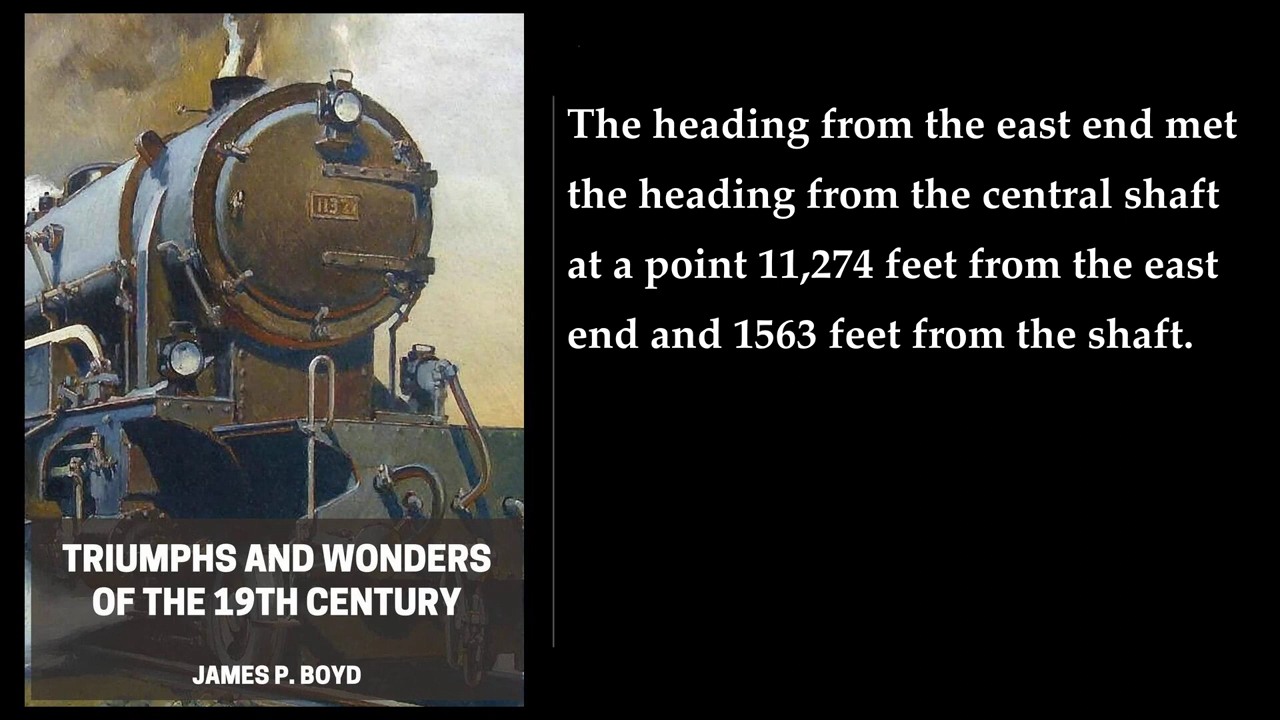 The heading from the east end met
the heading from the central shaft
at a point 11,274 feet from the east
end and 1563 feet from the shaft.
TRIUMPHS AND WONDERS
OF THE 19TH CENTURY
JAMES P. BOYD